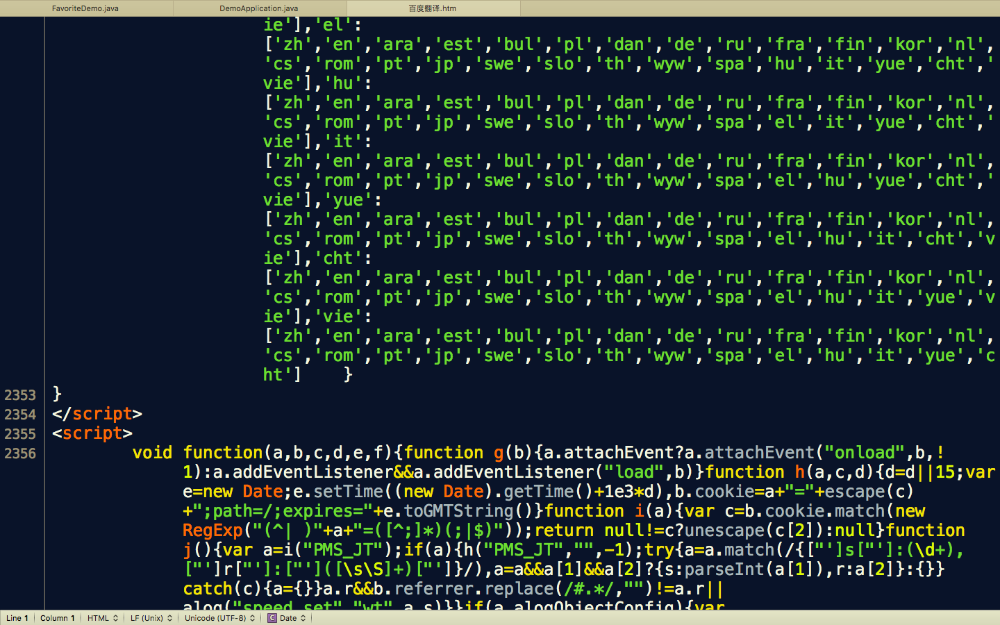 FavoriteDemo.java DemoApplication.java 百度翻译.htm
ie'],'el':
['zh','en','ara','est','bul','pl','dan','de','ru','fra','fin','kor','nl',
'cs','rom','pt','jp','swe','slo','th','wyw','spa','hu','it','yue','cht','
vie'],'hu':
['zh','en','ara','est','bul','pl','dan','de','ru','fra','fin','kor','nl',
'cs','rom','pt','jp','swe','slo','th','wyw','spa','el','it','yue','cht','
vie'],'it':
['zh','en','ara','est','bul','pl','dan','de','ru','fra','fin','kor','nl',
'cs','rom','pt','jp','swe','slo','th','wyw','spa','el','hu','yue','cht','
vie'],'yue':
['zh','en','ara','est','bul','pl','dan','de','ru','fra','fin','kor','nl',
'cs','rom','pt','jp','swe','slo','th','wyw','spa','el','hu','it','cht','v
ie'],'cht':
['zh','en','ara','est','bul','pl','dan','de','ru','fra','fin','kor','nl',
'cs','rom','pt','jp','swe','slo','th','wyw','spa','el','hu','it','yue','v
ie'],'vie':
['zh','en','ara','est','bul','pl','dan','de','ru','fra','fin','kor','nl',
'cs','rom','pt','jp','swe','slo','th','wyw','spa','el','hu','it','yue','c
ht']    }
2353 }
2354 </script>
2355 <script>
2356 void function(a,b,c,d,e,f){function g(b){a.attachEvent?a.attachEvent("onload",b,!
1):a.addEventListener&&a.addEventListener("load",b)}function h(a,c,d){d=d||15;var
e=new Date;e.setTime((new Date).getTime()+1e3*d),b.cookie=a+"="+escape(c)
+";path=/;expires="+e.toGMTString()}function i(a){var c=b.cookie.match(new
RegExp("(^| )"+a+"=([^;]*)(;|$)"));return null!=c?unescape(c[2]):null}function
j(){var a=i("PMS_JT");if(a){h("PMS_JT","",-1);try{a=a.match(/{["']s["']:(\d+),
["']r["']:["']([\s\S]+)["']}/),a=a&&a[1]&&a[2]?{s:parseInt(a[1]),r:a[2]}:{}}
catch(c){a={}}a.r&&b.referrer.replace(/#.*/,"")!=a.r||
alog("speed.set","wt",a.s)}}if(a.alogObjectConfig){var
Line 1 Column 1 HTML LF (Unix) Unicode (UTF-8) C Date